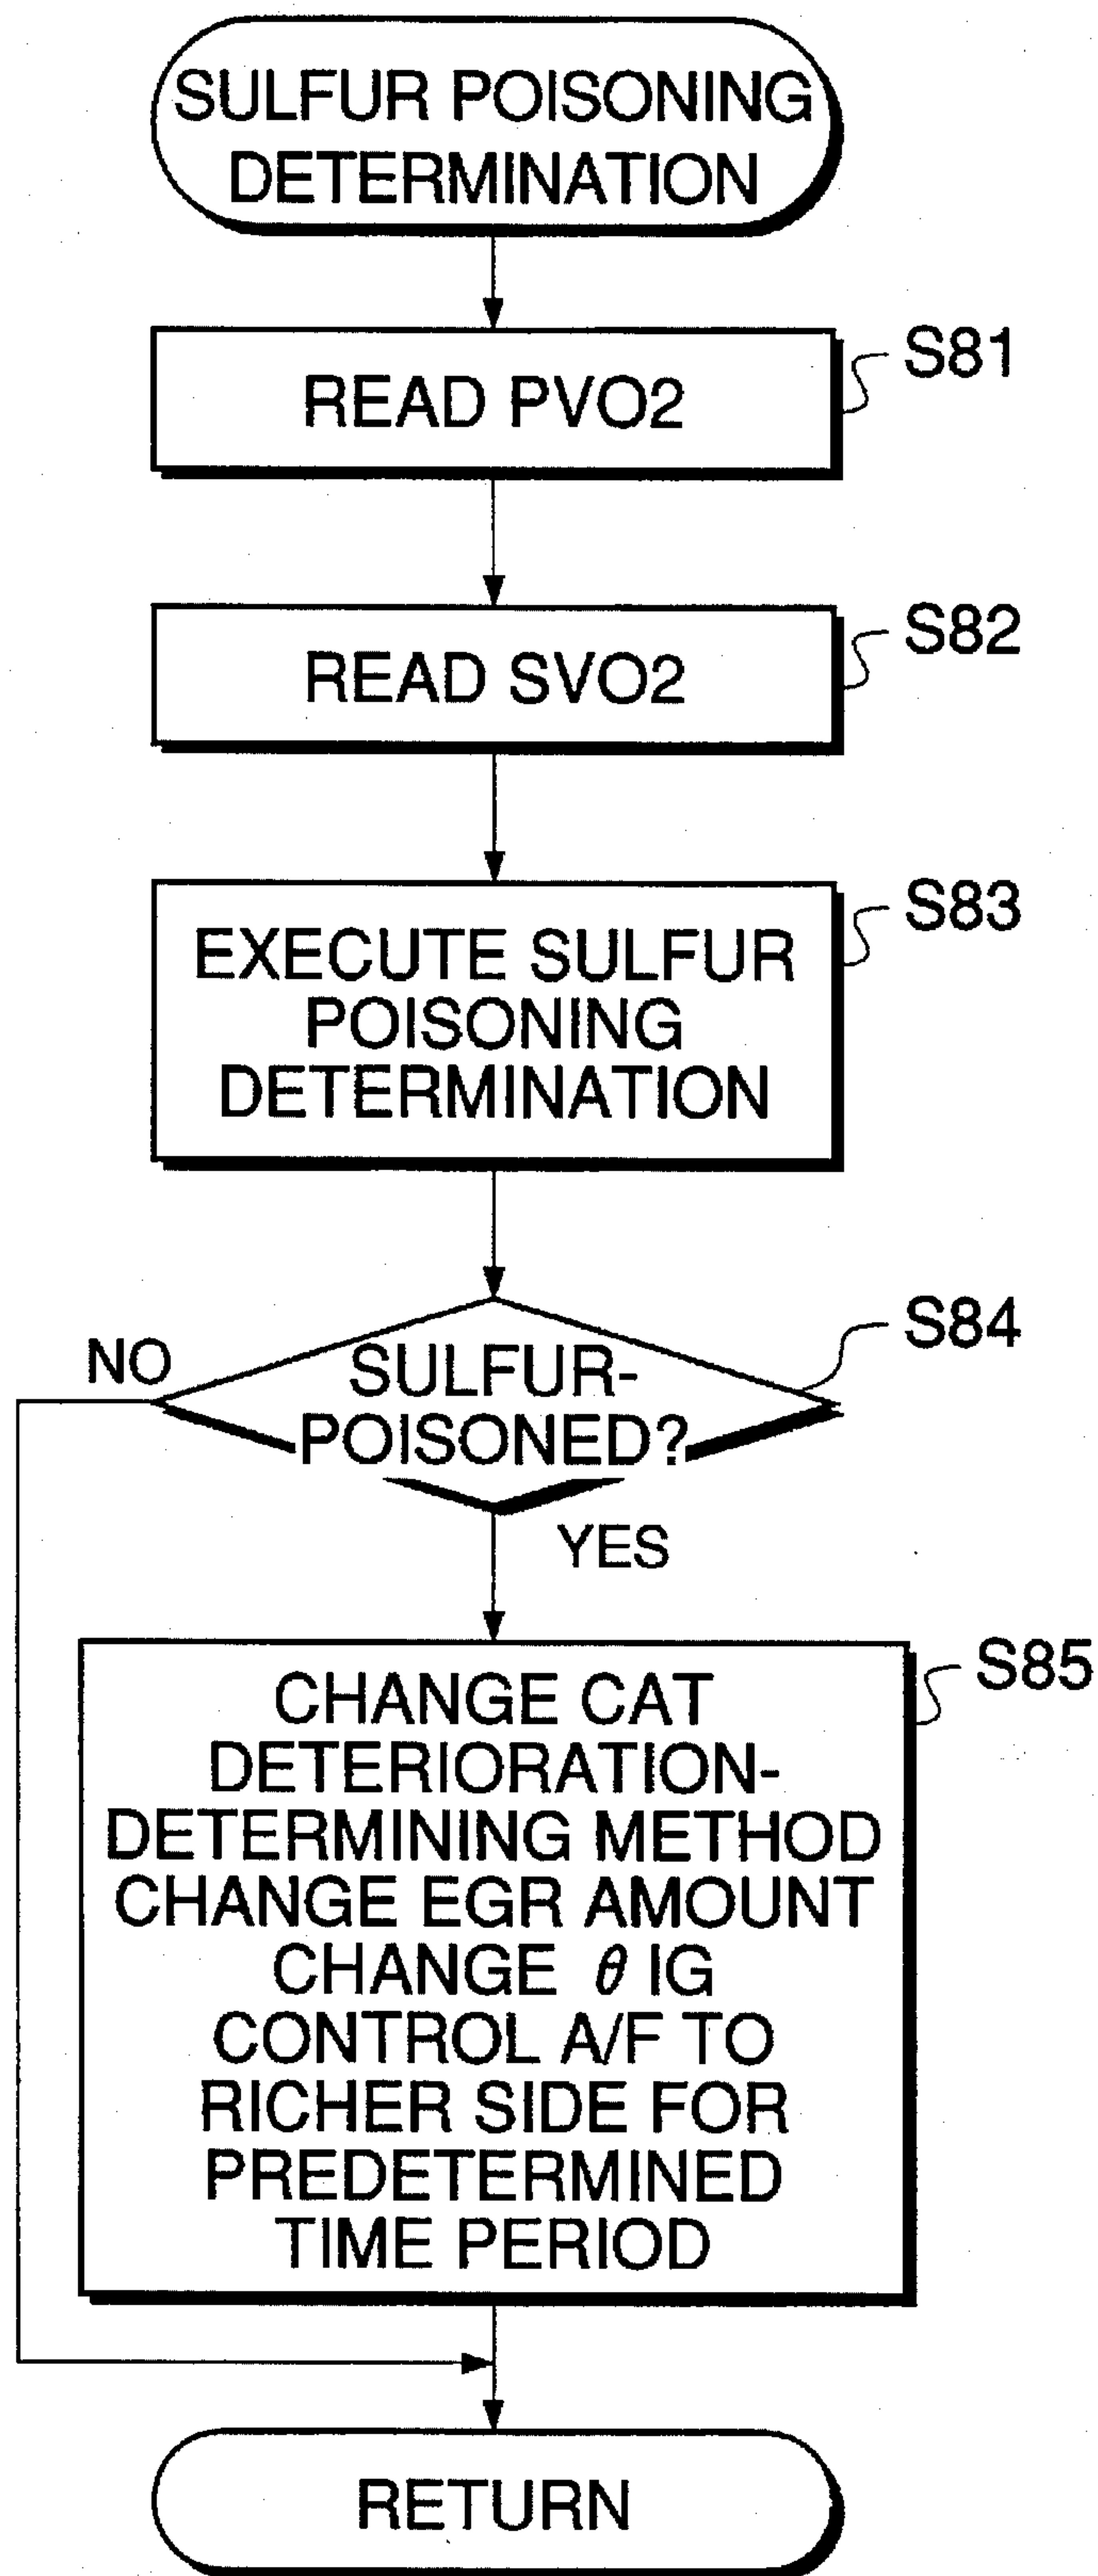 SULFUR POISONING
DETERMINATION
S81
READ PVO2
S82
READ SVO2
S83
EXECUTE SULFUR
POISONING
DETERMINATION
S84
NO
SULFUR-
POISONED?
YES
S85
CHANGE CAT
DETERIORATION-
DETERMINING METHOD
CHANGE EGR AMOUNT
CHANGE θ IG
CONTROL A/F TO
RICHER SIDE FOR
PREDETERMINED
TIME PERIOD
RETURN